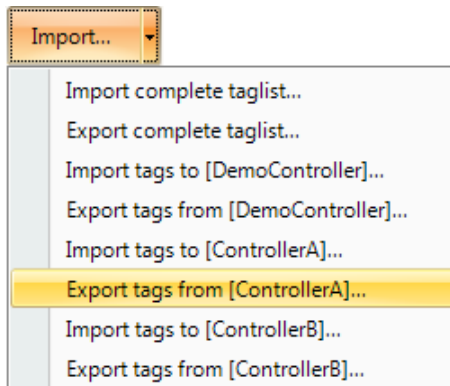 Import...
Import complete taglist...
Export complete taglist...
Import tags to [DemoController]...
Export tags from [DemoController]...
Import tags to [ControllerA]...
Export tags from [ControllerA]...
Import tags to [ControllerB]...
Export tags from [ControllerB]...